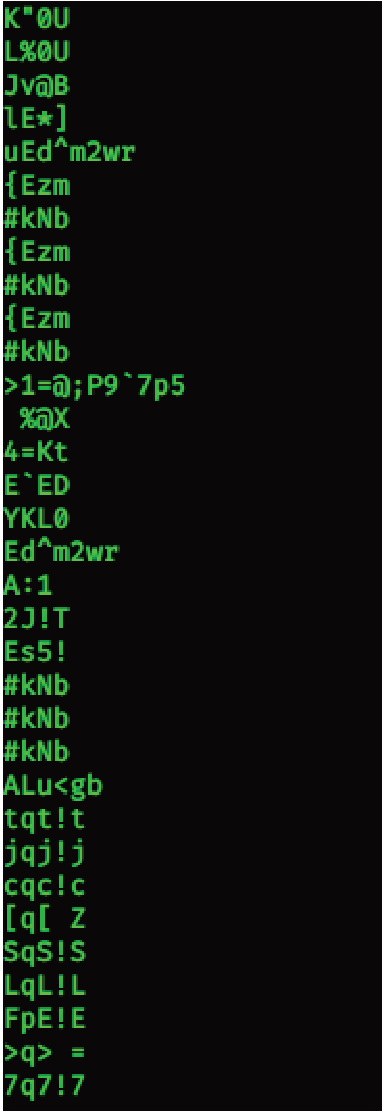 K"0U
L%0U
Jv@B
lE*]
uEd^m2wr
{Ezm
#kNb
{Ezm
#kNb
{Ezm
#kNb
>1=@;P9`7p5
 %@X
4=Kt
E`ED
YKL0
Ed^m2wr
A:1
2J!T
Es5!
#kNb
#kNb
#kNb
ALu<gb
tqt!t
jqj!j
cqc!c
[q[ Z
SqS!S
LqL!L
FpE!E
>q> =
7q7!7